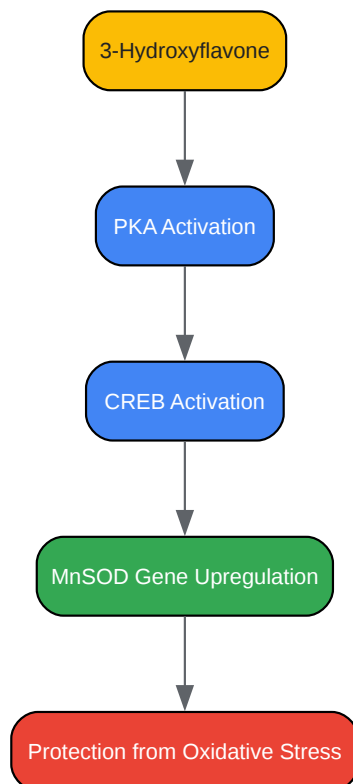 3-Hydroxyflavone
PKA Activation
CREB Activation
MnSOD Gene Upregulation
Protection from Oxidative Stress